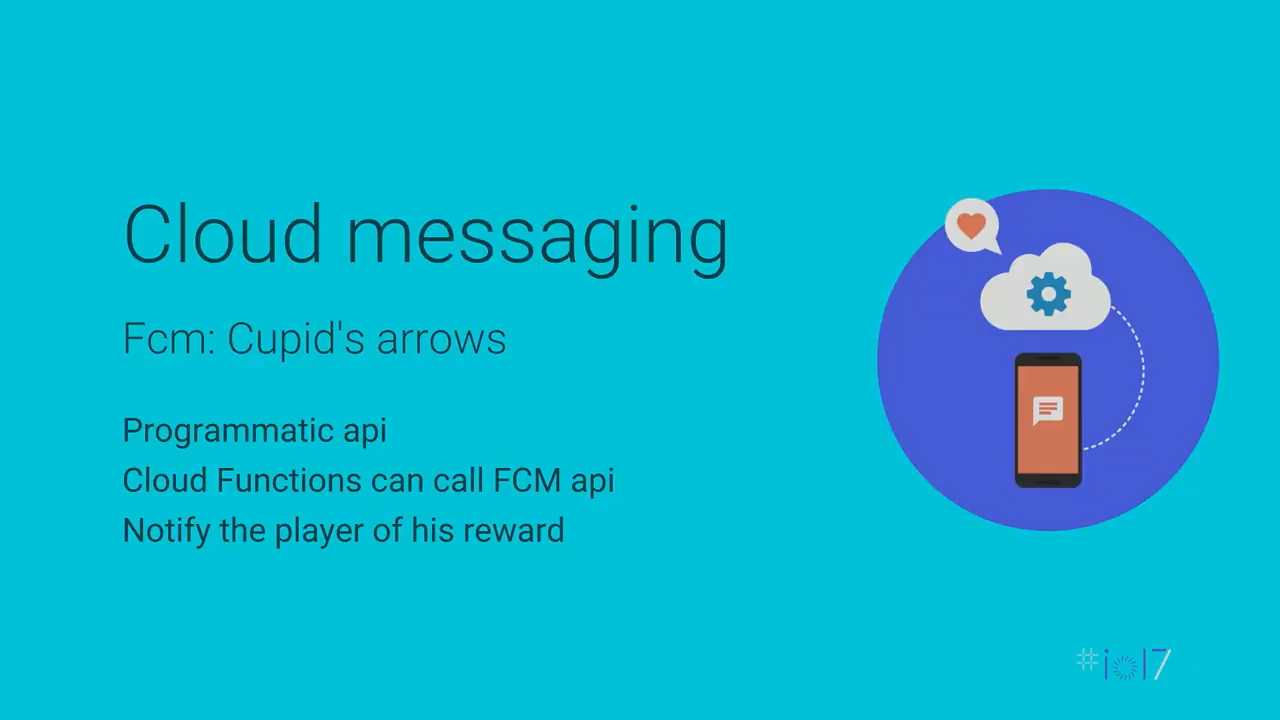 Cloud messaging
Fcm: Cupid's arrows
Programmatic api
Cloud Functions can call FCM api
Notify the player of his reward
#io17